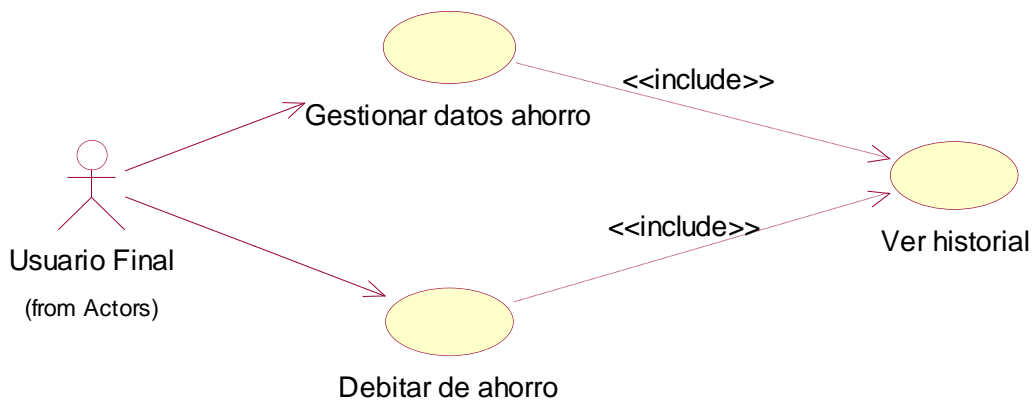 <<include>>
Gestionar datos ahorro
<<include>>
Ver historial
Usuario Final
(from Actors)
Debitar de ahorro